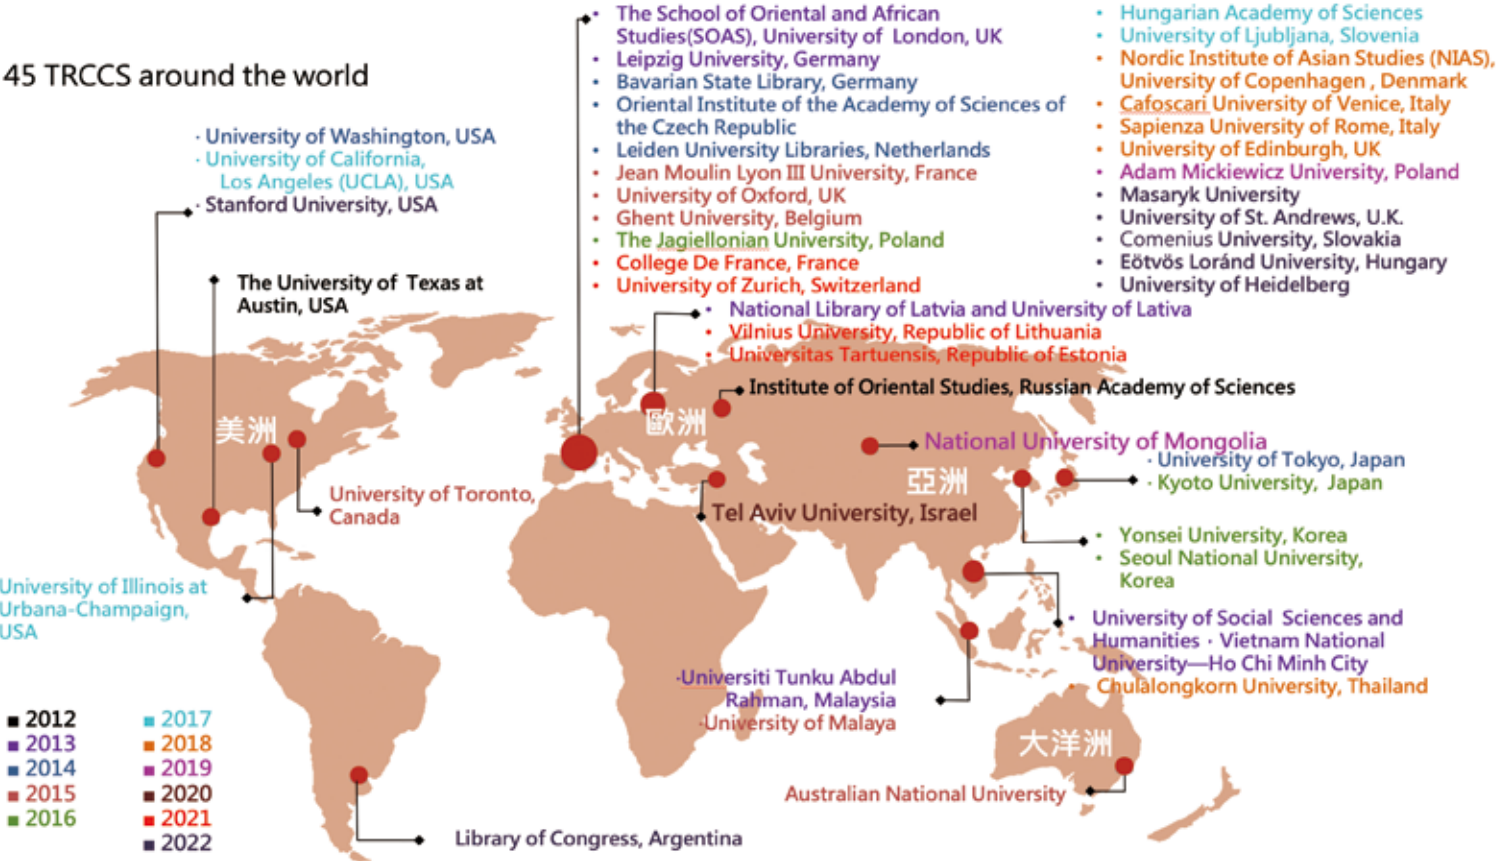 45 TRCCS around the world
· University of Washington, USA
· University of California,
Los Angeles (UCLA), USA
· Stanford University, USA
The University of Texas at
Austin, USA
• The School of Oriental and African
Studies(SOAS), University of London, UK
• Leipzig University, Germany
• Bavarian State Library, Germany
• Oriental Institute of the Academy of Sciences of
the Czech Republic
• Leiden University Libraries, Netherlands
• Jean Moulin Lyon III University, France
• University of Oxford, UK
• Ghent University, Belgium
• The Jagiellonian University, Poland
• College De France, France
• University of Zurich, Switzerland
• Hungarian Academy of Sciences
• University of Ljubljana, Slovenia
• Nordic Institute of Asian Studies (NIAS),
University of Copenhagen , Denmark
• Cafoscari University of Venice, Italy
• Sapienza University of Rome, Italy
• University of Edinburgh, UK
• Adam Mickiewicz University, Poland
• Masaryk University
• University of St. Andrews, U.K.
• Comenius University, Slovakia
• Eötvös Loránd University, Hungary
• University of Heidelberg
• National Library of Latvia and University of Lativa
• Vilnius University, Republic of Lithuania
• Universitas Tartuensis, Republic of Estonia
Institute of Oriental Studies, Russian Academy of Sciences
美洲
歐洲
National University of Mongolia
亞洲
· University of Tokyo, Japan
· Kyoto University, Japan
University of Toronto,
Canada
Tel Aviv University, Israel
• Yonsei University, Korea
• Seoul National University,
Korea
University of Illinois at
Urbana-Champaign,
USA
• University of Social Sciences and
Humanities · Vietnam National
University—Ho Chi Minh City
• Chulalongkorn University, Thailand
·Universiti Tunku Abdul
Rahman, Malaysia
·University of Malaya
大洋洲
Australian National University
Library of Congress, Argentina
2012
2013
2014
2015
2016
2017
2018
2019
2020
2021
2022